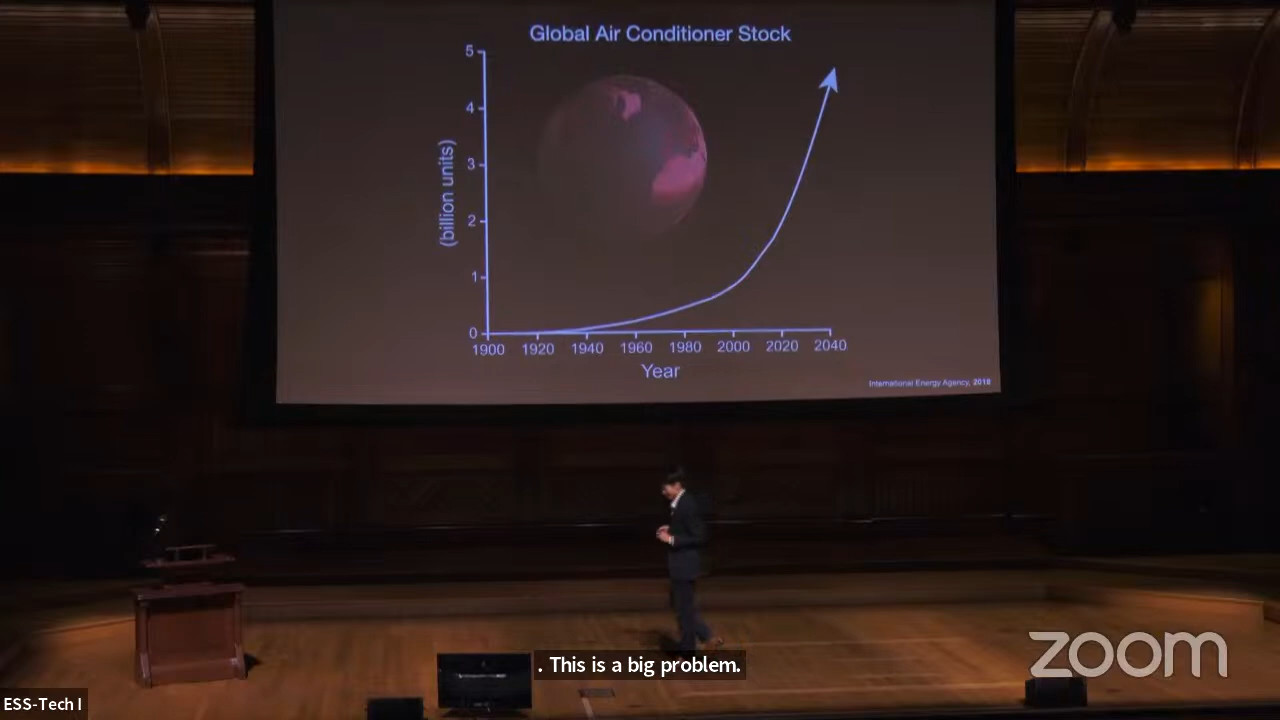 Global Air Conditioner Stock
5
4
3
2
1
0
(billion units)
1900 1920 1940 1960 1980 2000 2020 2040
Year
International Energy Agency, 2018
. This is a big problem.
zoom
ESS-Tech I